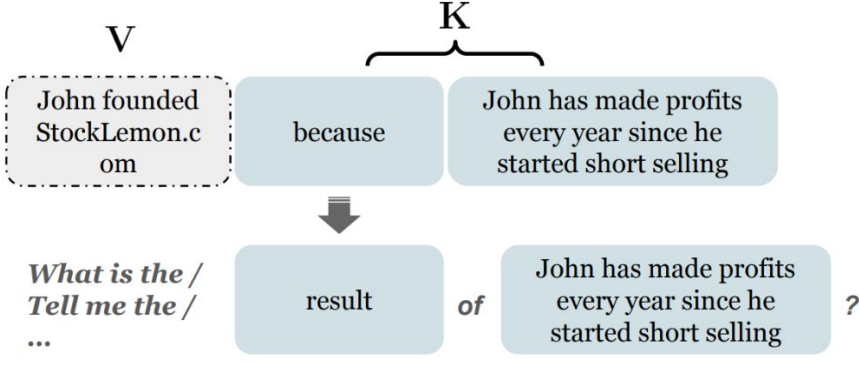 V
K
John founded
StockLemon.c
om
because
John has made profits
every year since he
started short selling
What is the /
Tell me the /
...
result
of
John has made profits
every year since he
started short selling
?